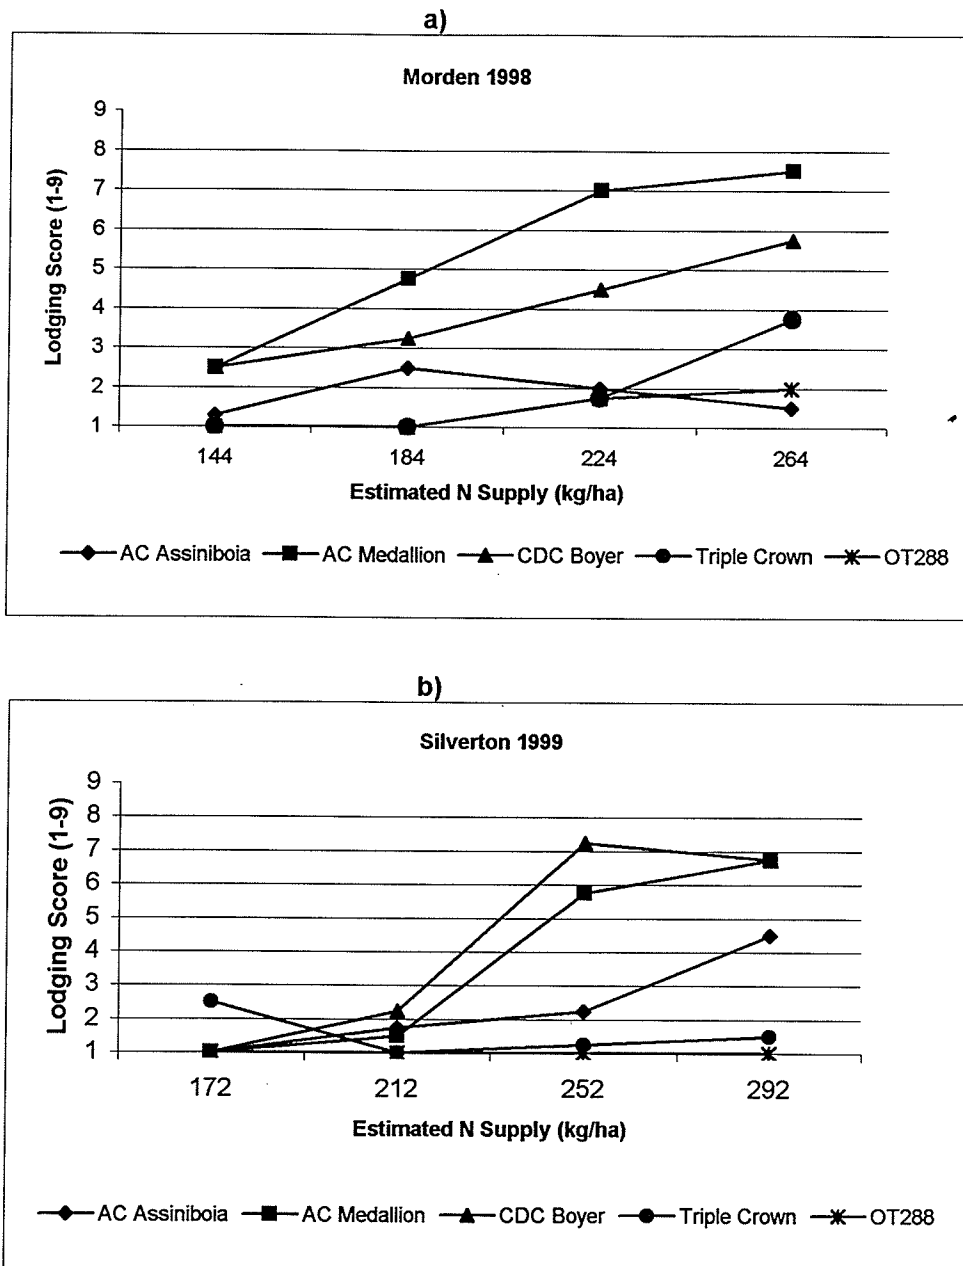 a)
Morden 1998
Lodging Score (1-9)
9
8
7
6
5
4
3
2
1
144 184 224 264
Estimated N Supply (kg/ha)
AC Assiniboia AC Medallion CDC Boyer Triple Crown OT288
b)
Silverton 1999
Lodging Score (1-9)
9
8
7
6
5
4
3
2
1
172 212 252 292
Estimated N Supply (kg/ha)
AC Assiniboia AC Medallion CDC Boyer Triple Crown OT288